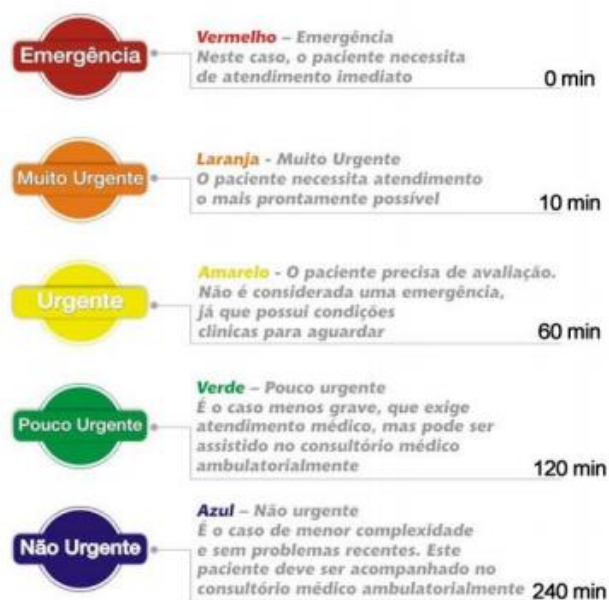 Emergência
Vermelho – Emergência
Neste caso, o paciente necessita
de atendimento imediato
0 min
Muito Urgente
Laranja - Muito Urgente
O paciente necessita atendimento
o mais prontamente possível
10 min
Urgente
Amarelo - O paciente precisa de avaliação.
Não é considerada uma emergência,
já que possui condições
clinicas para aguardar
60 min
Pouco Urgente
Verde – Pouco urgente
É o caso menos grave, que exige
atendimento médico, mas pode ser
assistido no consultório médico
ambulatorialmente
120 min
Não Urgente
Azul – Não urgente
É o caso de menor complexidade
e sem problemas recentes. Este
paciente deve ser acompanhado no
consultório médico ambulatorialmente
240 min